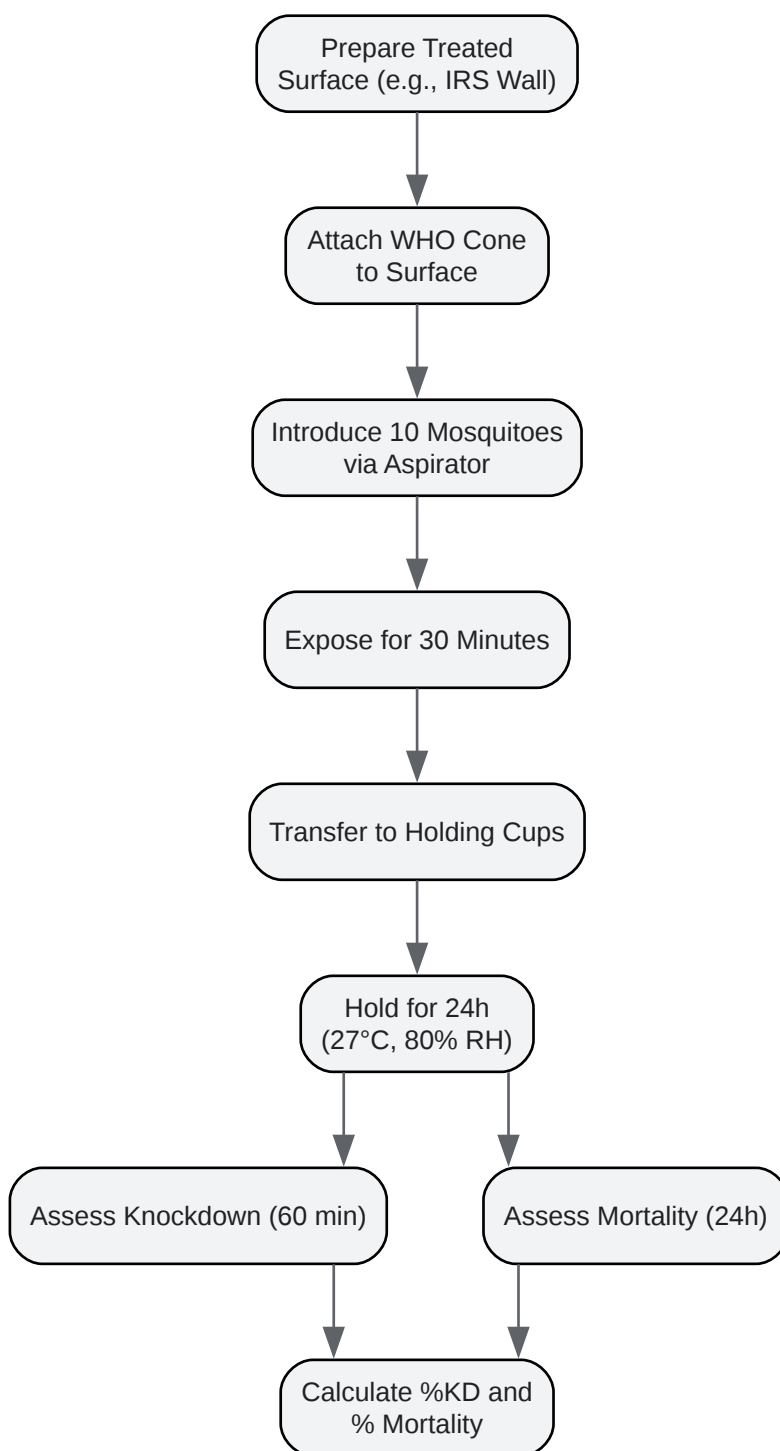 Prepare Treated
Surface (e.g., IRS Wall)
Attach WHO Cone
to Surface
Introduce 10 Mosquitoes
via Aspirator
Expose for 30 Minutes
Transfer to Holding Cups
Hold for 24h
(27°C, 80% RH)
Assess Knockdown (60 min)
Assess Mortality (24h)
Calculate %KD and
% Mortality